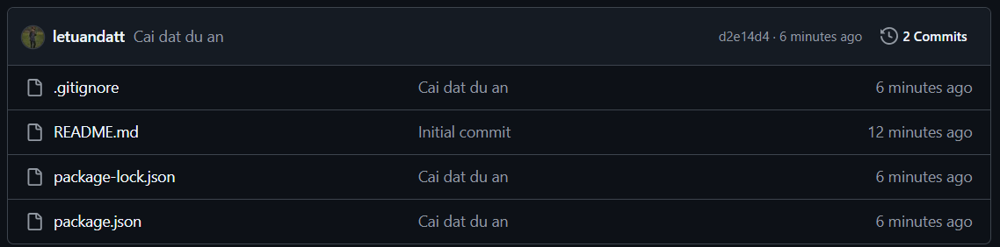 letuandatt Cai dat du an d2e14d4 · 6 minutes ago 2 Commits
.gitignore Cai dat du an 6 minutes ago
README.md Initial commit 12 minutes ago
package-lock.json Cai dat du an 6 minutes ago
package.json Cai dat du an 6 minutes ago